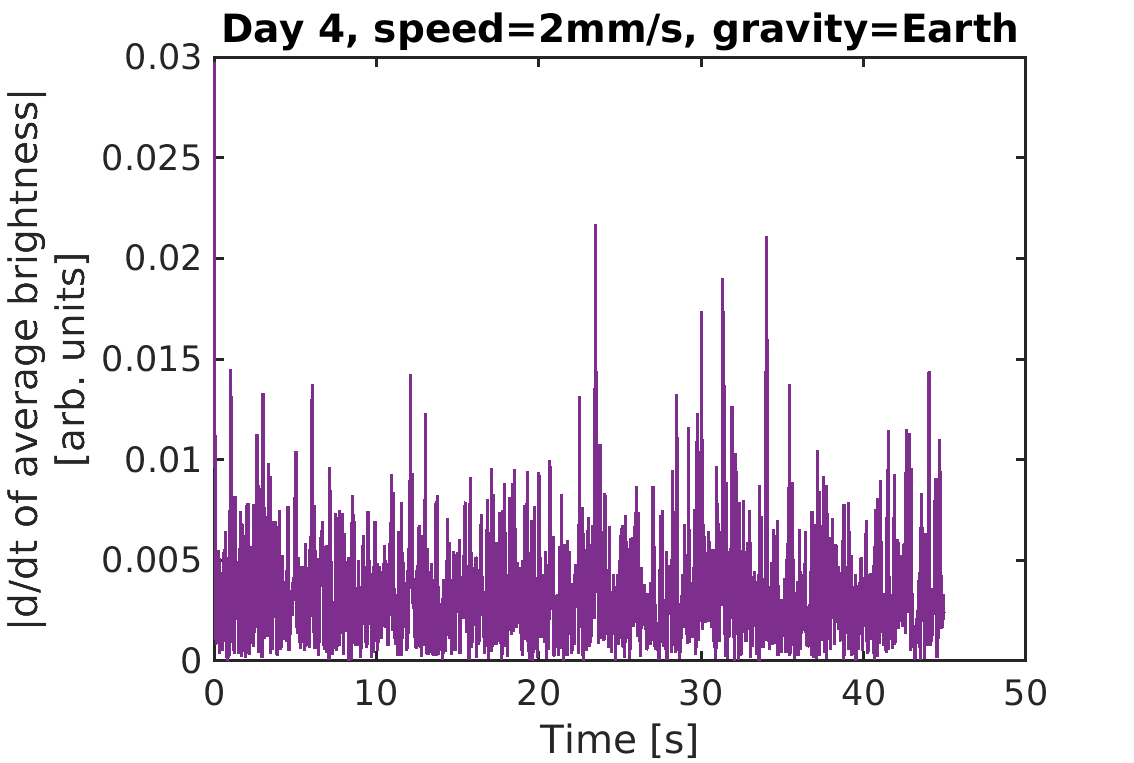 Day 4, speed=2mm/s, gravity=Earth
|d/dt of average brightness|
[arb. units]
0.03
0.025
0.02
0.015
0.01
0.005
0
0 10 20 30 40 50
Time [s]